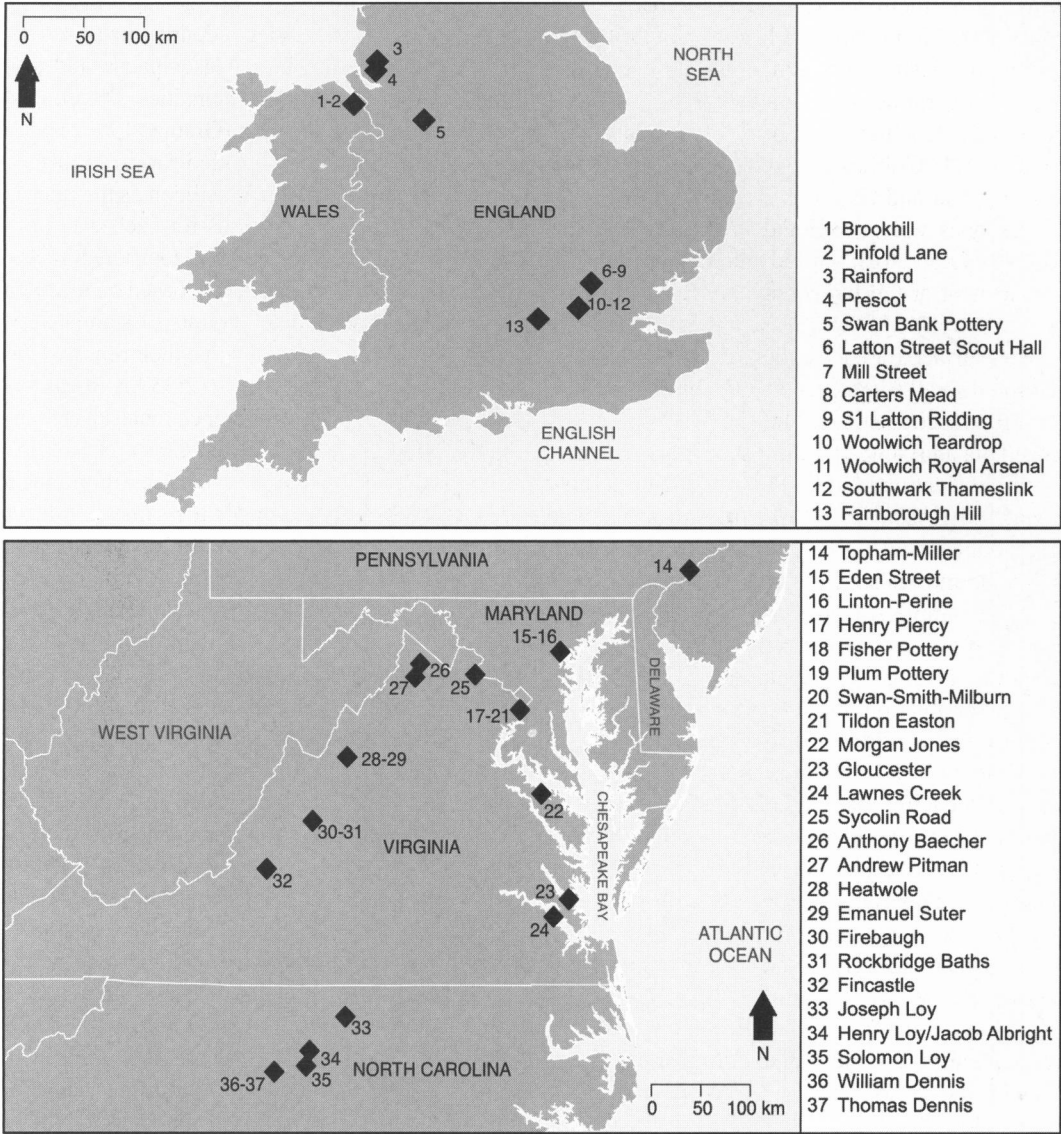 0 50 100 km
N
NORTH
SEA
3
4
1-2
5
IRISH SEA
WALES
ENGLAND
6-9
10-12
13
ENGLISH
CHANNEL
1 Brookhill
2 Pinfold Lane
3 Rainford
4 Prescot
5 Swan Bank Pottery
6 Latton Street Scout Hall
7 Mill Street
8 Carters Mead
9 S1 Latton Ridding
10 Woolwich Teardrop
11 Woolwich Royal Arsenal
12 Southwark Thameslink
13 Farnborough Hill
PENNSYLVANIA
14
MARYLAND
15-16
26
27
25
DELAWARE
17-21
WEST VIRGINIA
28-29
22
CHESAPEAKE BAY
30-31
VIRGINIA
32
23
24
ATLANTIC
OCEAN
33
34
NORTH CAROLINA
35
36-37
N
0 50 100 km
14 Topham-Miller
15 Eden Street
16 Linton-Perine
17 Henry Piercy
18 Fisher Pottery
19 Plum Pottery
20 Swan-Smith-Milburn
21 Tildon Easton
22 Morgan Jones
23 Gloucester
24 Lawnes Creek
25 Sycolin Road
26 Anthony Baecher
27 Andrew Pitman
28 Heatwole
29 Emanuel Suter
30 Firebaugh
31 Rockbridge Baths
32 Fincastle
33 Joseph Loy
34 Henry Loy/Jacob Albright
35 Solomon Loy
36 William Dennis
37 Thomas Dennis